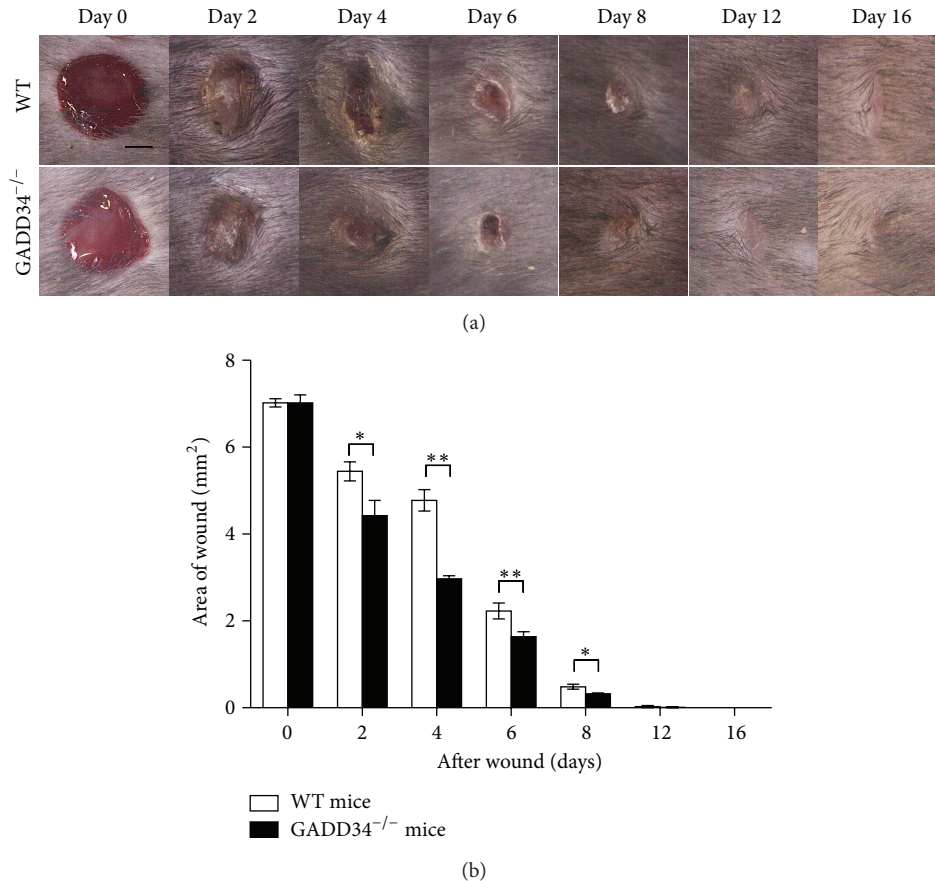 Day 0 Day 2 Day 4 Day 6 Day 8 Day 12 Day 16
WT
GADD34−/−
(a)
8
6
4
2
0
Area of wound (mm2)
* ** ** *
0 2 4 6 8 12 16
After wound (days)
WT mice
GADD34−/− mice
(b)